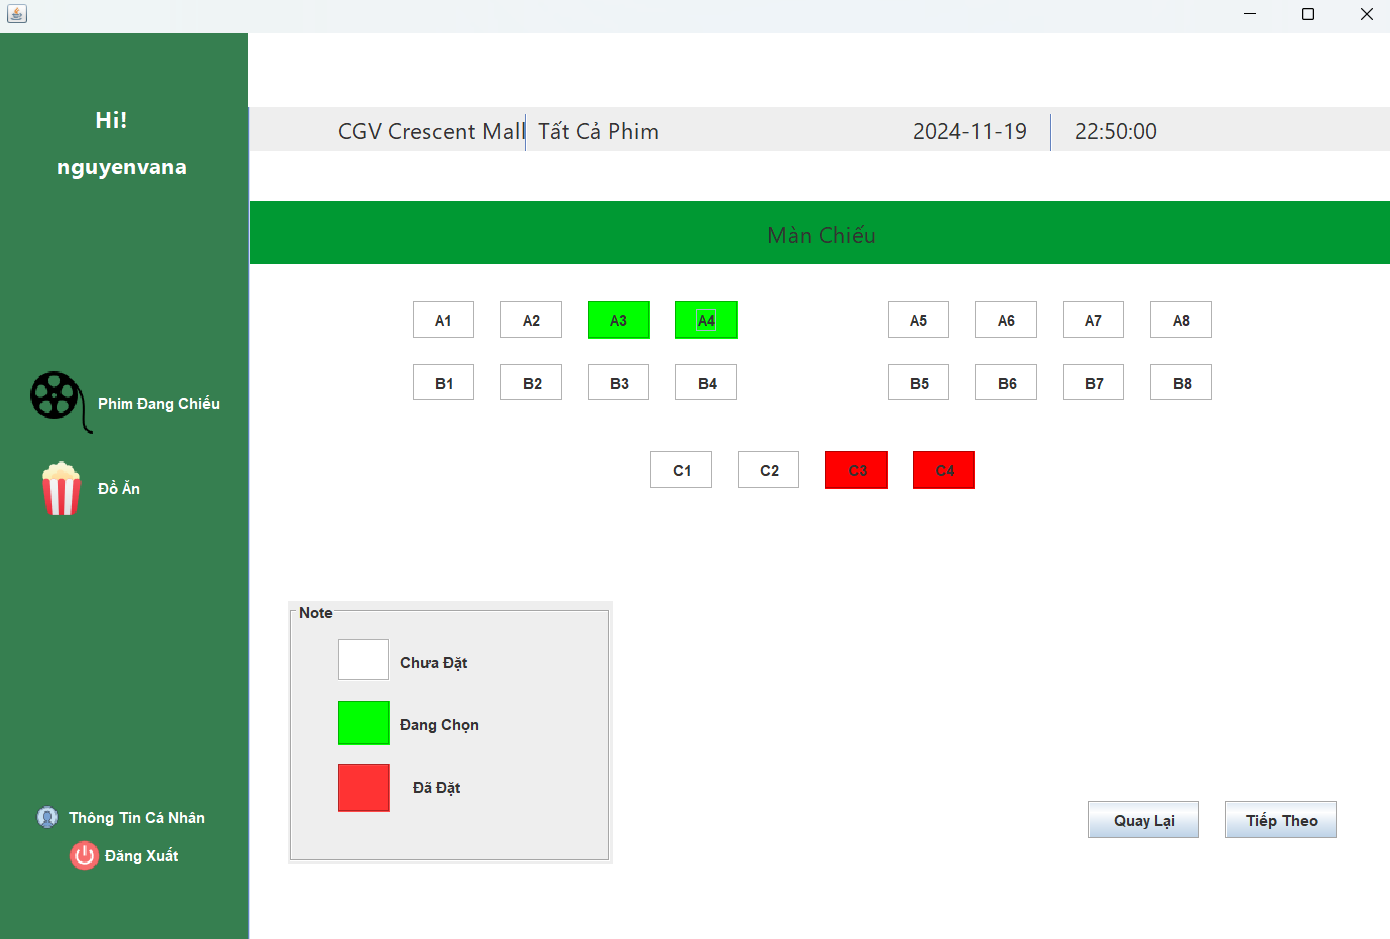 Hi!
nguyenvana
Phim Đang Chiếu
Đồ Ăn
Thông Tin Cá Nhân
Đăng Xuất
CGV Crescent Mall Tất Cả Phim 2024-11-19 22:50:00
Màn Chiếu
A1 A2 A3 A4 A5 A6 A7 A8
B1 B2 B3 B4 B5 B6 B7 B8
C1 C2 C3 C4
Note
Chưa Đặt
Đang Chọn
Đã Đặt
Quay Lại Tiếp Theo